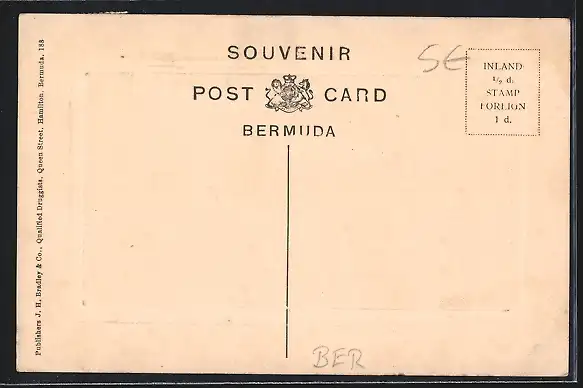 SOUVENIR
POST CARD
BERMUDA
5€
INLAND
½ d.
STAMP
FOREIGN
1 d.
Publishers J. H. Bradley & Co., Qualified Druggists, Queen Street, Hamilton, Bermuda. 188
BER